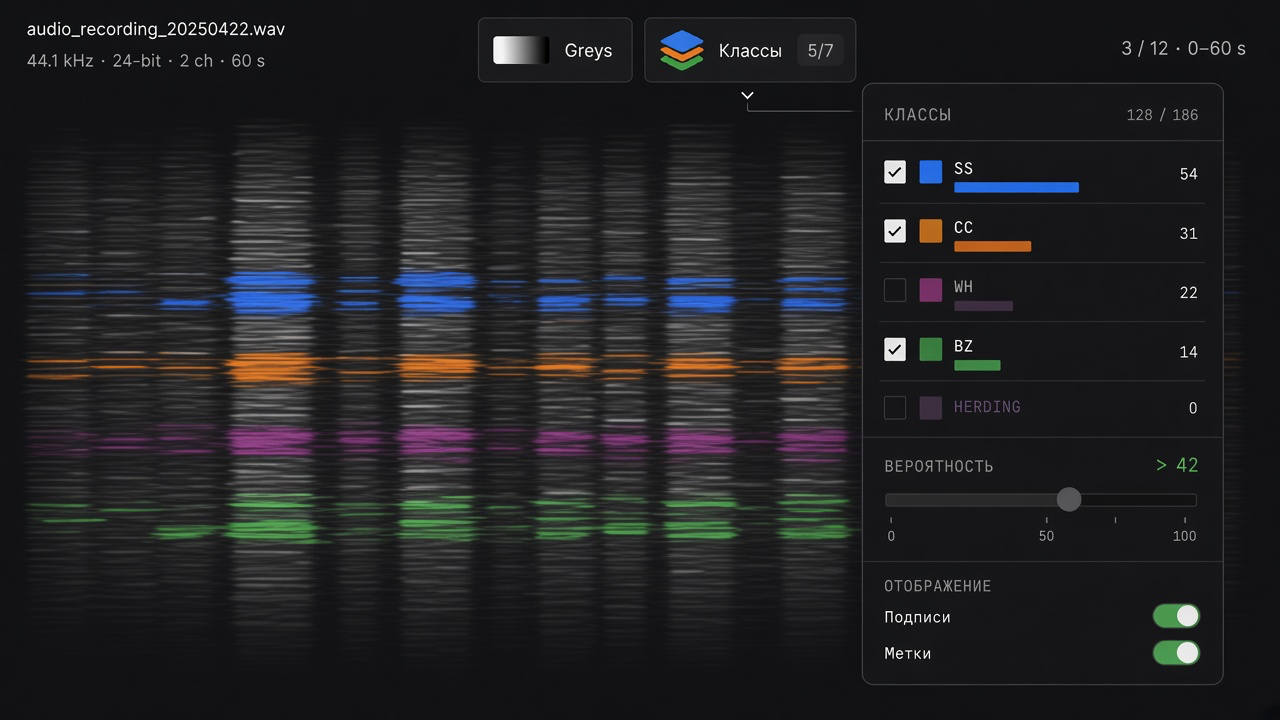 audio_recording_20250422.wav
44.1 kHz · 24-bit · 2 ch · 60 s
Greys
Классы 5/7
3 / 12 · 0–60 s
КЛАССЫ 128 / 186
SS 54
CC 31
WH 22
BZ 14
HERDING 0
ВЕРОЯТНОСТЬ > 42
0 50 100
ОТОБРАЖЕНИЕ
Подписи
Метки